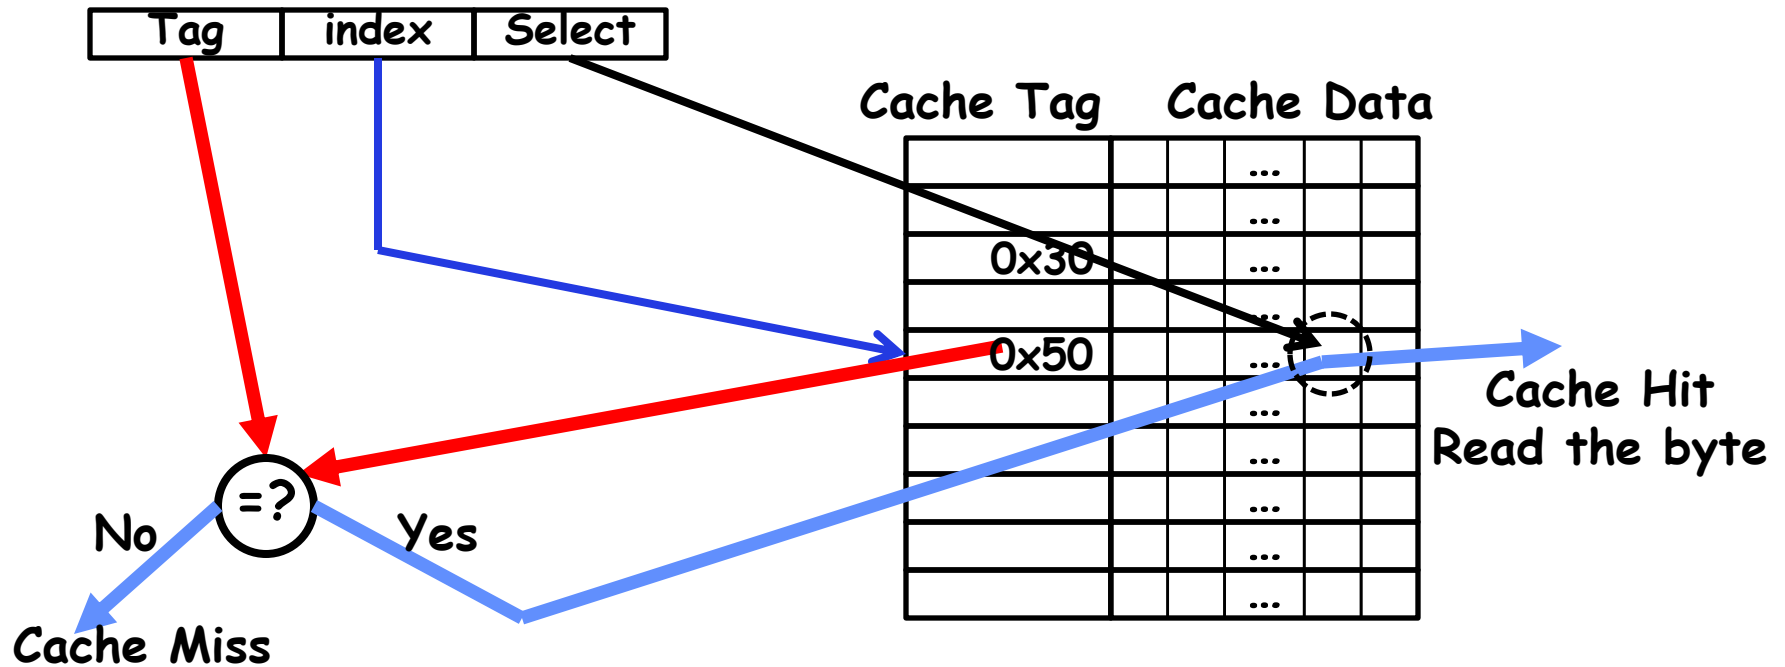 Tag index Select
Cache Tag Cache Data
...
...
0x30 ...
...
0x50 ...
...
...
...
...
...
Cache Hit
Read the byte
=?
No Yes
Cache Miss